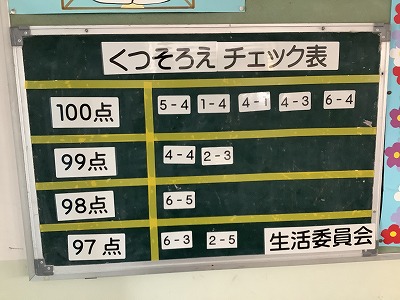 くつそろえ チェック表
100点 5-4 1-4 4-1 4-3 6-4
99点 4-4 2-3
98点 6-5
97点 6-3 2-5 生活委員会